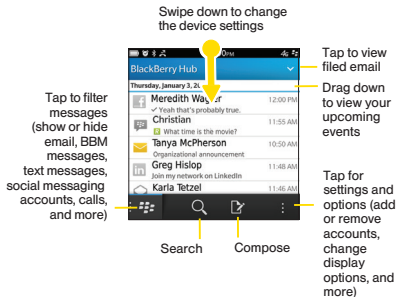 Swipe down to change
the device settings
Tap to view
filed email
Drag down
to view your
upcoming
events
Tap to filter
messages
(show or hide
email, BBM
messages,
text messages,
social messaging
accounts, calls,
and more)
4G
BlackBerry Hub
Thursday, January 3,
Meredith Wagner
12:00 PM
Yeah that's probably true.
Christian
11:55 AM
What time is the movie?
Tanya McPherson
10:50 AM
Organizational announcement
Greg Hislop
11:48 AM
Join my network on LinkedIn
Karla Tetzel
11:46 AM
Tap for
settings and
options (add
or remove
accounts,
change
display
options, and
more)
Search
Compose